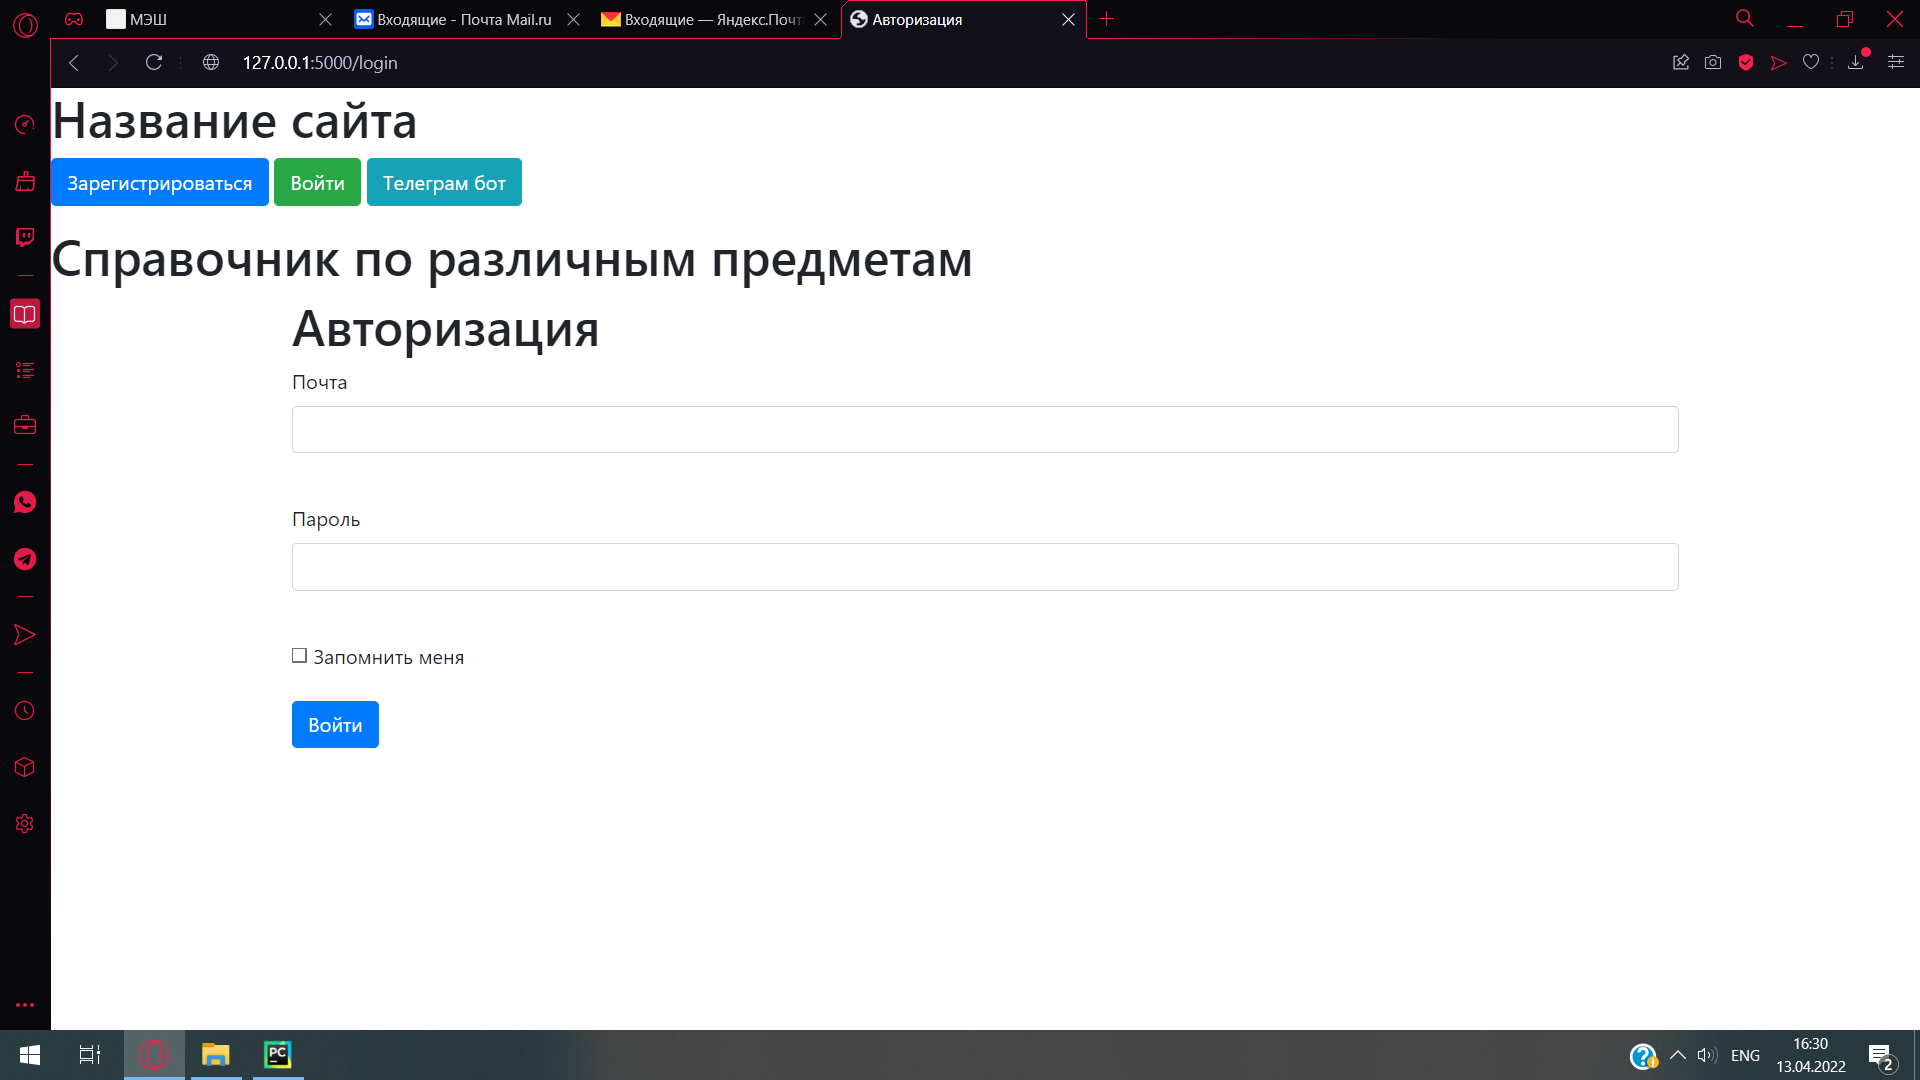 МЭШ
Входящие - Почта Mail.ru
Входящие — Яндекс.Почт
Авторизация
127.0.0.1:5000/login
Название сайта
Зарегистрироваться
Войти
Телеграм бот
Справочник по различным предметам
Авторизация
Почта
Пароль
Запомнить меня
Войти
PC
ENG
16:30
13.04.2022
2